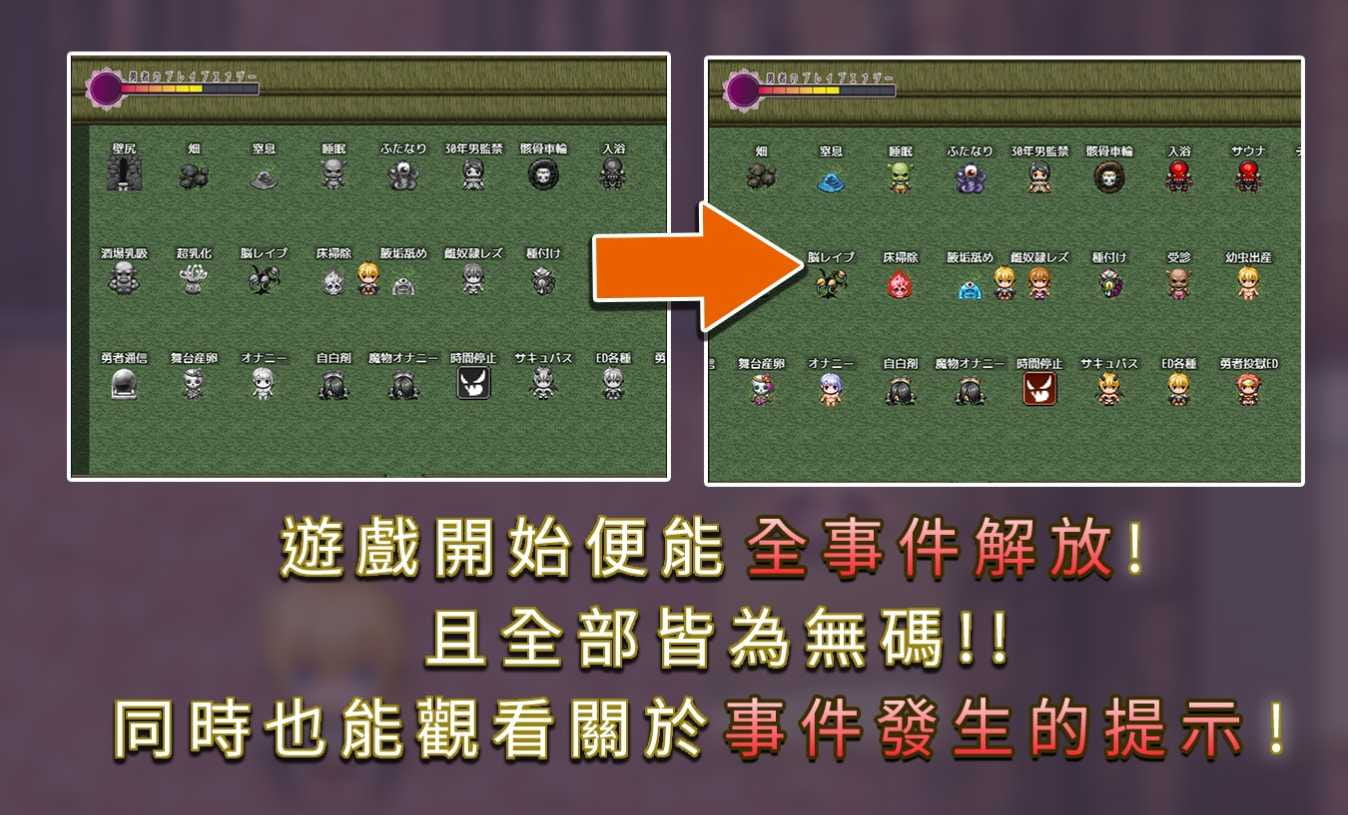 勇者のブレイブエナジー
壁尻 畑 窒息 睡眠 ふたなり 30年男監禁 骸骨車輪 入浴
酒場乳吸 超乳化 脳レイプ 床掃除 腋垢舐め 雌奴隷レズ 種付け
勇者通信 舞台産卵 オナニー 自白剤 魔物オナニー 時間停止 サキュバス ED各種 勇
勇者のブレイブエナジー
畑 窒息 睡眠 ふたなり 30年男監禁 骸骨車輪 入浴 サウナ
脳レイプ 床掃除 腋垢舐め 雌奴隷レズ 種付け 受診 幼虫出産
舞台産卵 オナニー 自白剤 魔物オナニー 時間停止 サキュバス ED各種 勇者投獄ED
遊戲開始便能全事件解放!
且全部皆為無碼!!
同時也能觀看關於事件發生的提示!